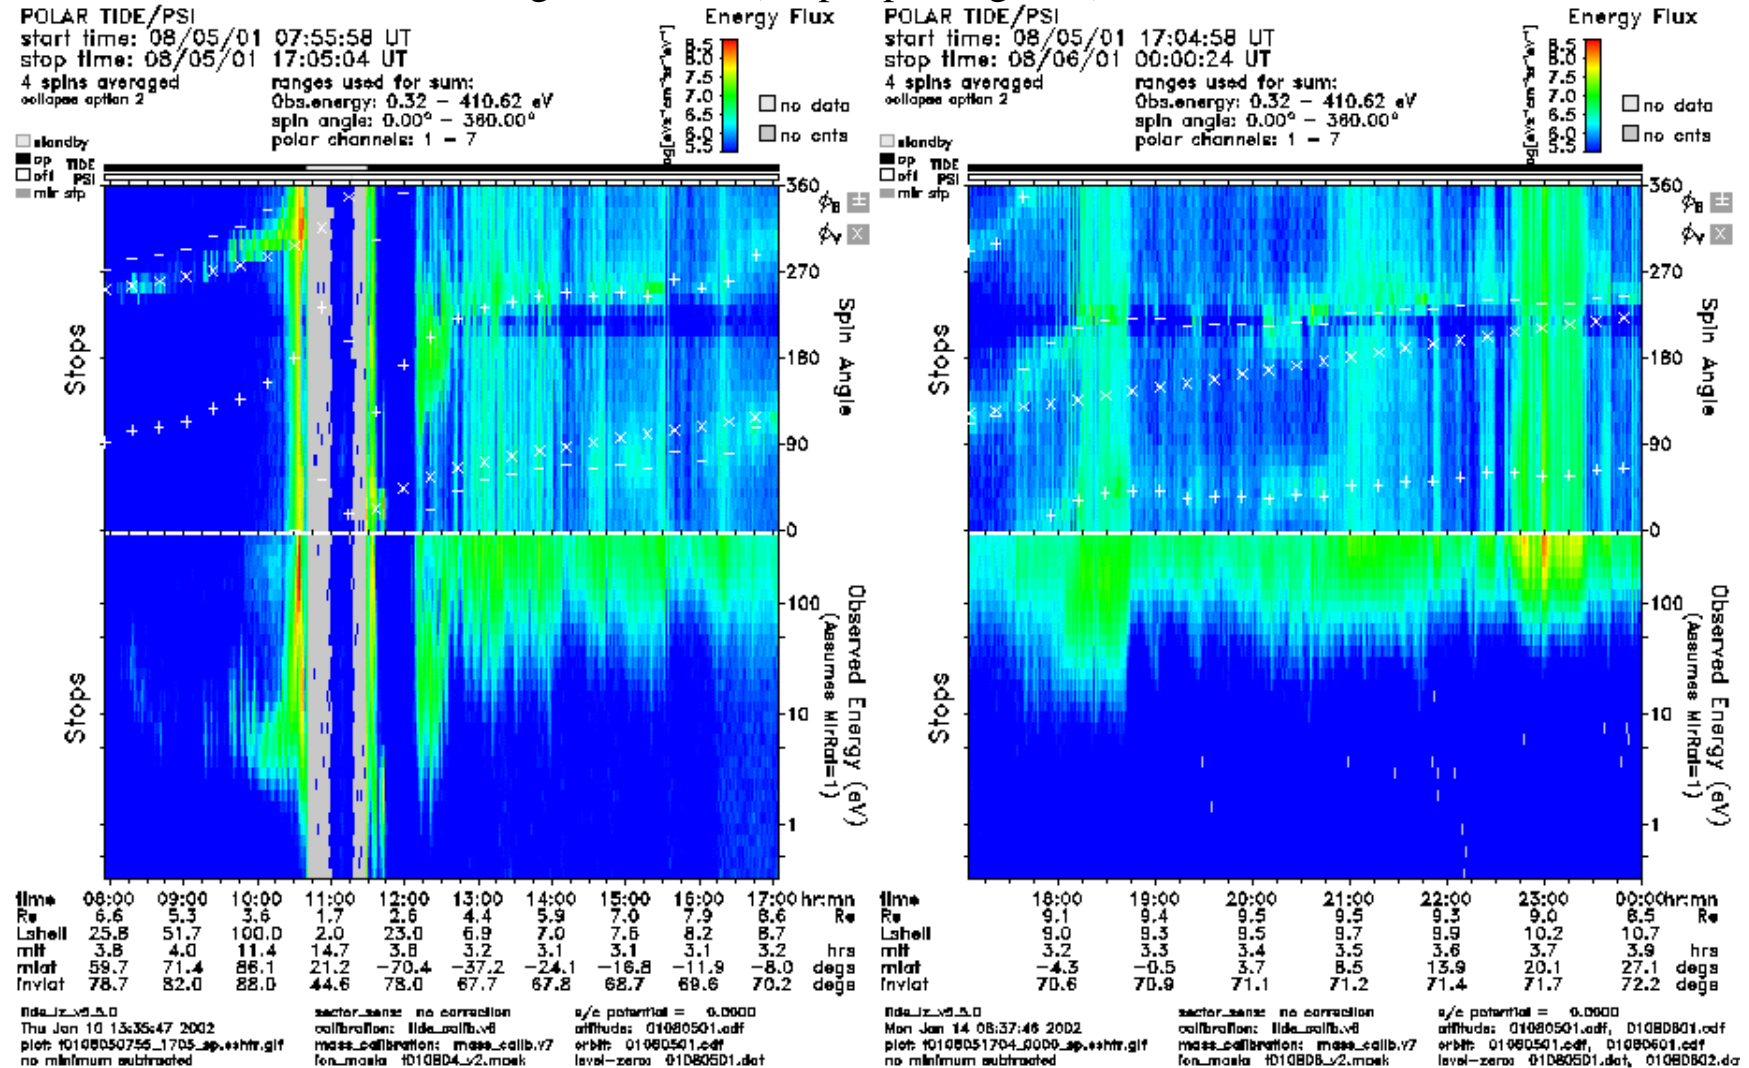 POLAR TIDE/PSI
start time: 08/05/01 07:55:58 UT
stop time: 08/05/01 17:05:04 UT
4 spins averaged
collapse option 2
ranges used for sum:
Obs.energy: 0.32 – 410.62 eV
spin angle: 0.00° – 360.00°
polar channels: 1 – 7
Energy Flux
8.5
8.0
7.5
7.0
6.5
6.0
5.5
no data
no cnts
standby
op TIDE
off PSI
mir stp
360
270
180
90
0
Stops
Spin Angle
ϕB ±
ϕV ×
100
10
1
Stops
Observed Energy (eV)
(Assumes MirRat=1)
time 08:00 09:00 10:00 11:00 12:00 13:00 14:00 15:00 16:00 17:00 hr:mn
Re 6.6 5.3 3.6 1.7 2.6 4.4 5.9 7.0 7.9 8.6 Re
Lshell 25.8 51.7 100.0 2.0 23.0 6.9 7.0 7.6 8.2 8.7
mlt 3.8 4.0 11.4 14.7 3.8 3.2 3.1 3.1 3.1 3.2 hrs
mlat 59.7 71.4 86.1 21.2 −70.4 −37.2 −24.1 −16.8 −11.9 −8.0 degs
invlat 78.7 82.0 88.0 44.6 78.0 67.7 67.8 68.7 69.6 70.2 degs
tide_lz_v5.5.0
Thu Jan 10 13:35:47 2002
plot: t0108050755_1705_sp.eshtr.gif
no minimum subtracted
sector_sense: no correction
calibration: tide_calib.v8
mass_calibration: mass_calib.v7
ion_mask: t010804_v2.mask
s/c potential = 0.0000
attitude: 01080501.cdf
orbit: 01080501.cdf
level-zero: 01080501.dat
POLAR TIDE/PSI
start time: 08/05/01 17:04:58 UT
stop time: 08/06/01 00:00:24 UT
4 spins averaged
collapse option 2
ranges used for sum:
Obs.energy: 0.32 – 410.62 eV
spin angle: 0.00° – 360.00°
polar channels: 1 – 7
Energy Flux
8.5
8.0
7.5
7.0
6.5
6.0
5.5
no data
no cnts
standby
op TIDE
off PSI
mir stp
360
270
180
90
0
Stops
Spin Angle
ϕB ±
ϕV ×
100
10
1
Stops
Observed Energy (eV)
(Assumes MirRat=1)
time 18:00 19:00 20:00 21:00 22:00 23:00 00:00 hr:mn
Re 9.1 9.4 9.5 9.5 9.3 9.0 8.5 Re
Lshell 9.0 9.3 9.5 9.7 9.9 10.2 10.7
mlt 3.2 3.3 3.4 3.5 3.6 3.7 3.9 hrs
mlat −4.3 −0.5 3.7 8.5 13.9 20.1 27.1 degs
invlat 70.6 70.9 71.1 71.2 71.4 71.7 72.2 degs
tide_lz_v5.5.0
Mon Jan 14 08:37:46 2002
plot: t0108051704_0000_sp.eshtr.gif
no minimum subtracted
sector_sense: no correction
calibration: tide_calib.v8
mass_calibration: mass_calib.v7
ion_mask: t010806_v2.mask
s/c potential = 0.0000
attitude: 01080501.cdf, 01080601.cdf
orbit: 01080501.cdf, 01080601.cdf
level-zero: 01080501.dat, 01080602.da